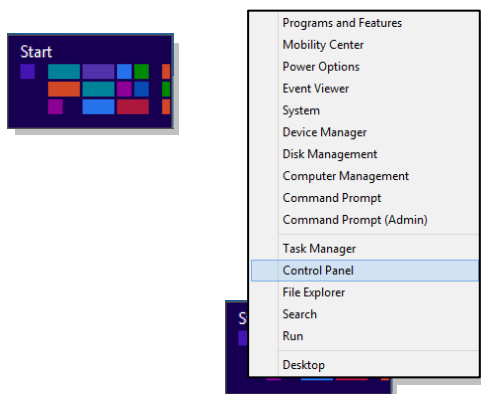 Start
Programs and Features
Mobility Center
Power Options
Event Viewer
System
Device Manager
Disk Management
Computer Management
Command Prompt
Command Prompt (Admin)
Task Manager
Control Panel
File Explorer
Search
Run
Desktop